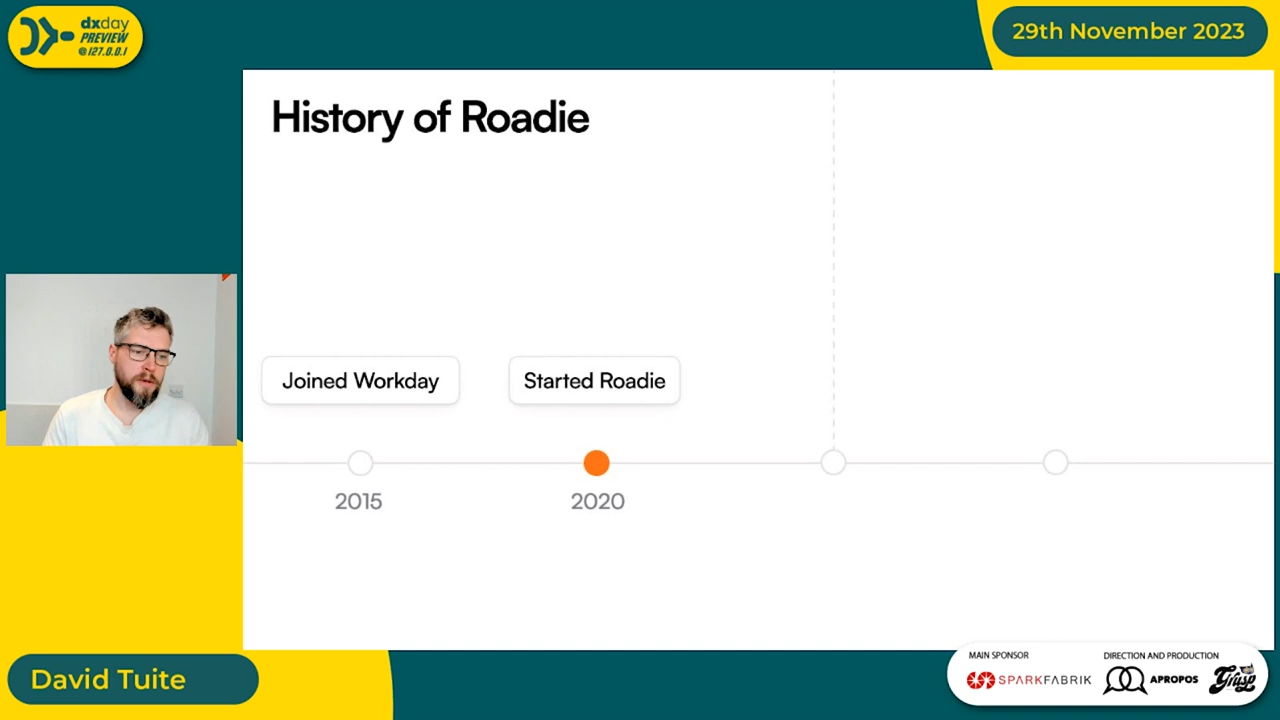 dxday
PREVIEW
@127.0.0.1
29th November 2023
History of Roadie
Joined Workday
Started Roadie
2015
2020
David Tuite
MAIN SPONSOR
SPARKFABRIK
DIRECTION AND PRODUCTION
APROPOS
Grusp